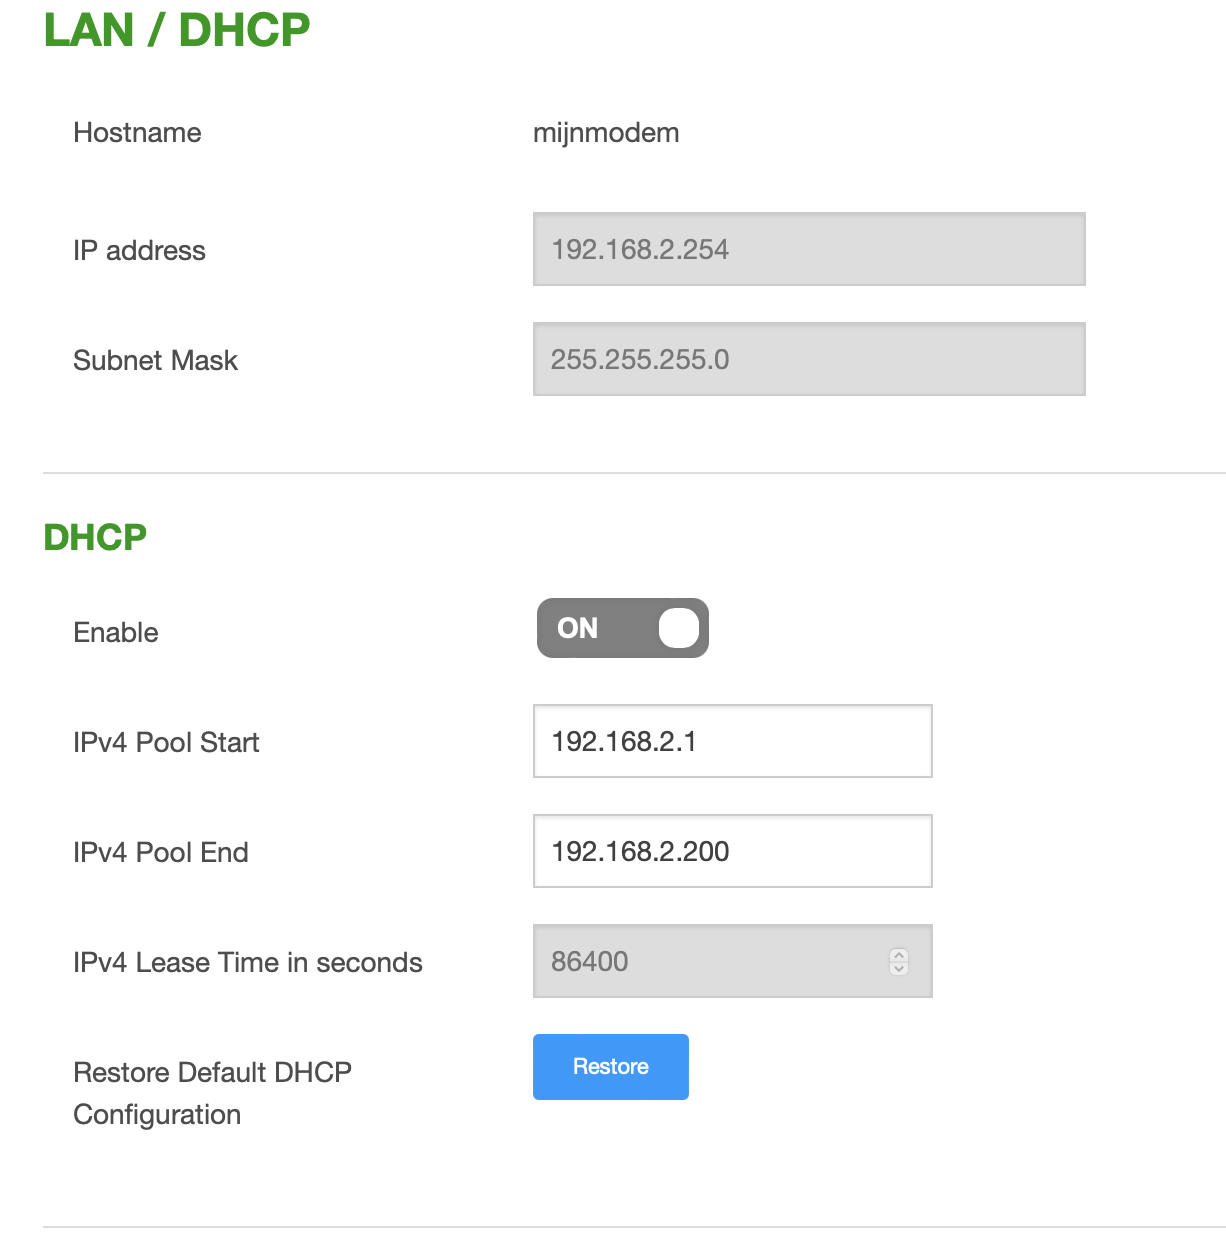 LAN / DHCP
Hostname
mijnmodem
IP address
192.168.2.254
Subnet Mask
255.255.255.0
DHCP
Enable
ON
IPv4 Pool Start
192.168.2.1
IPv4 Pool End
192.168.2.200
IPv4 Lease Time in seconds
86400
Restore Default DHCP
Configuration
Restore